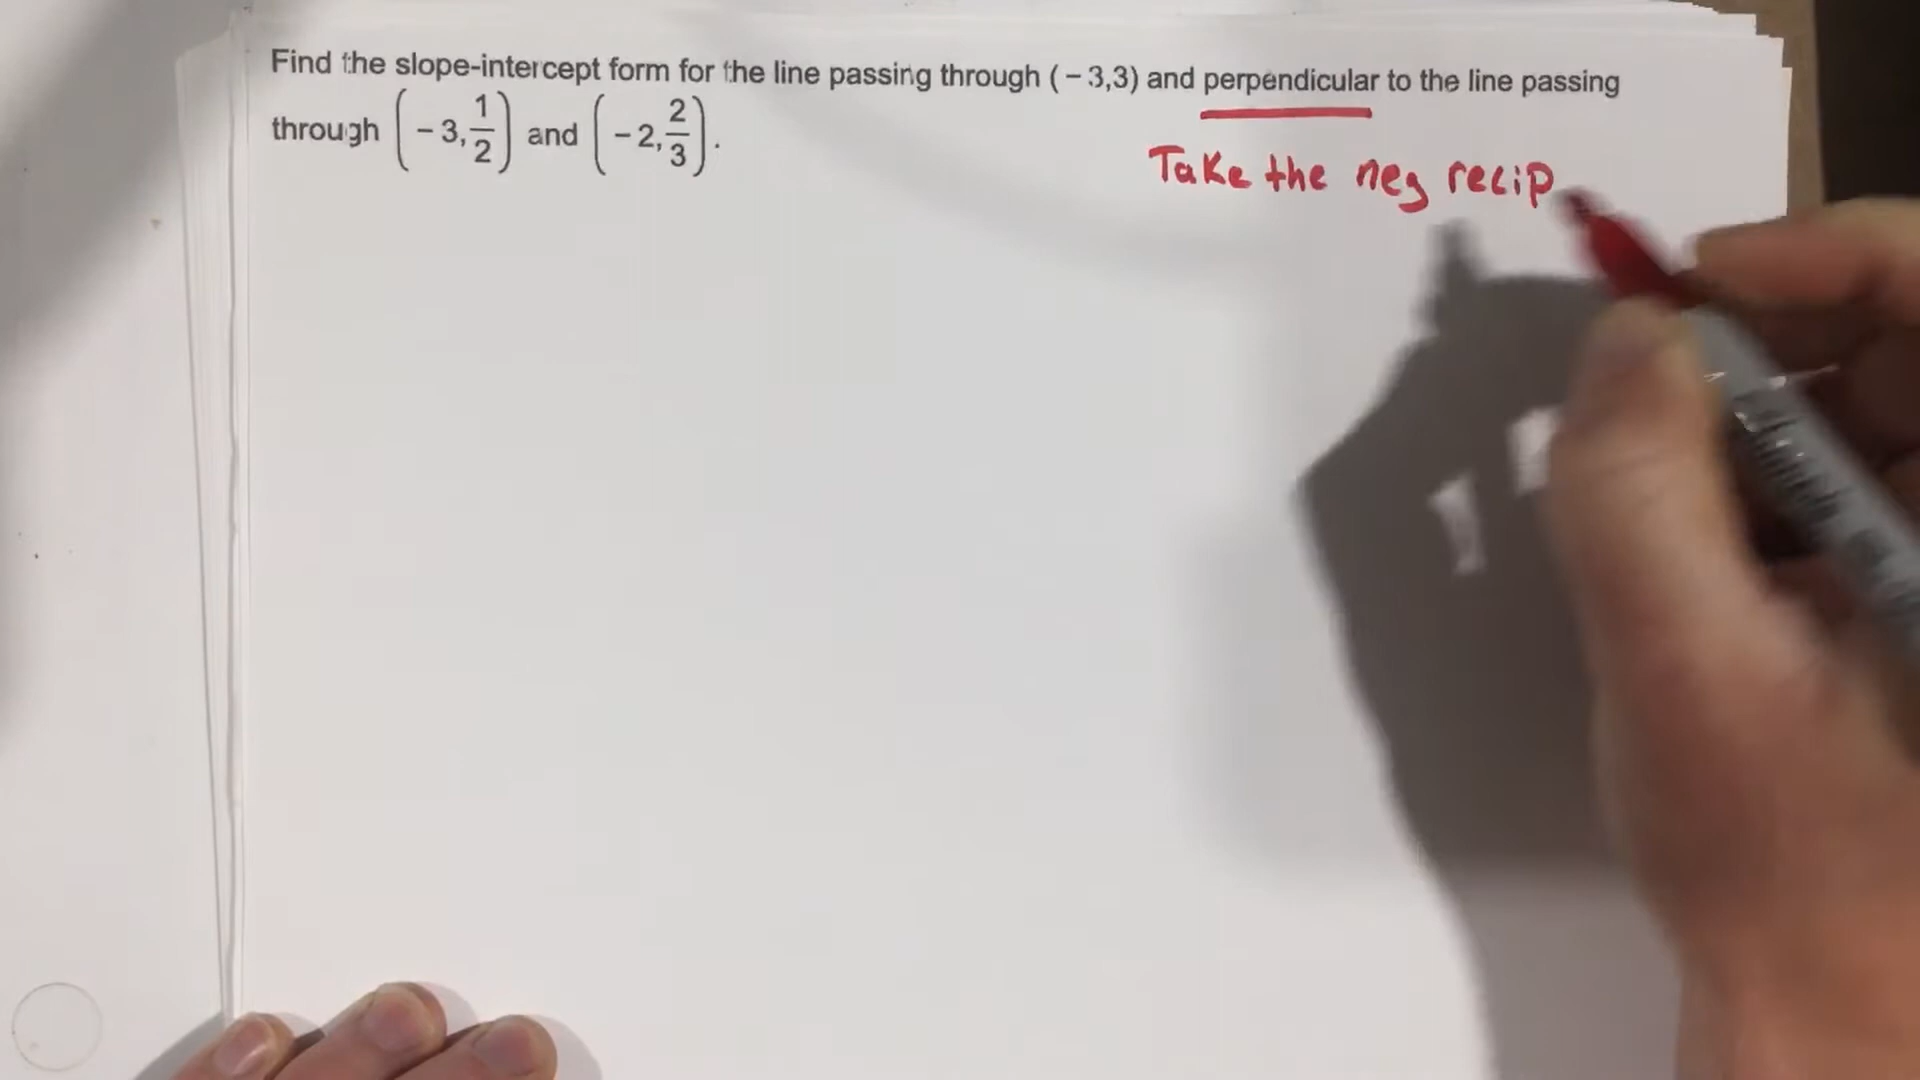 Find the slope-intercept form for the line passing through (-3,3) and perpendicular to the line passing
through (-3, 1/2) and (-2, 2/3).
Take the neg recip